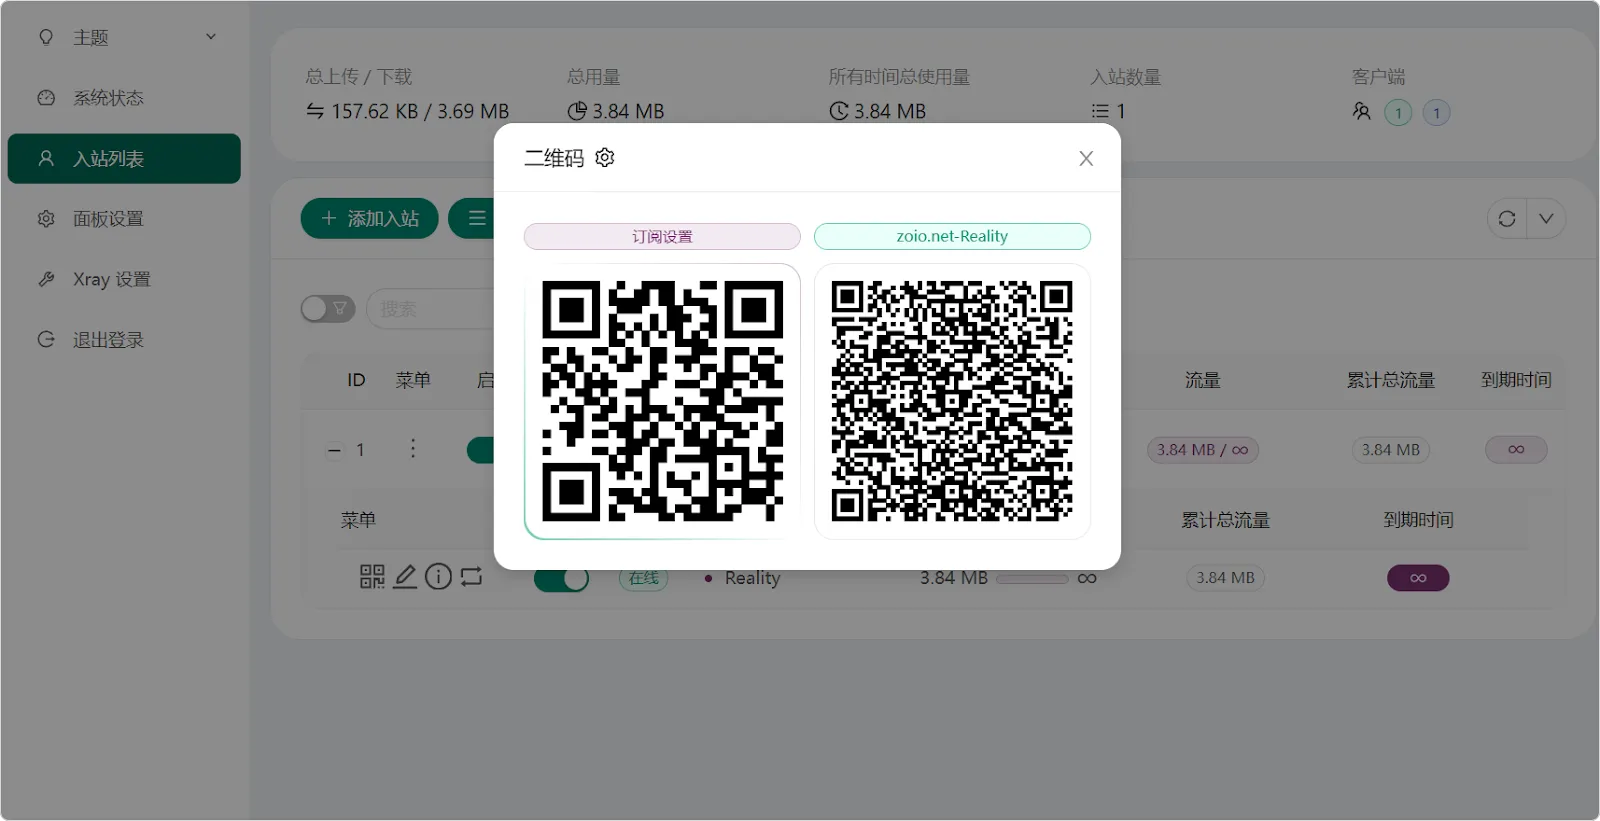 主题
系统状态
入站列表
面板设置
Xray 设置
退出登录
总上传 / 下载
157.62 KB / 3.69 MB
总用量
3.84 MB
所有时间总使用量
3.84 MB
入站数量
1
客户端
1 1
二维码
订阅设置
zoio.net-Reality
添加入站
搜索
ID 菜单 启 流量 累计总流量 到期时间
1 3.84 MB / ∞ 3.84 MB ∞
菜单 累计总流量 到期时间
在线 Reality 3.84 MB ∞ 3.84 MB ∞